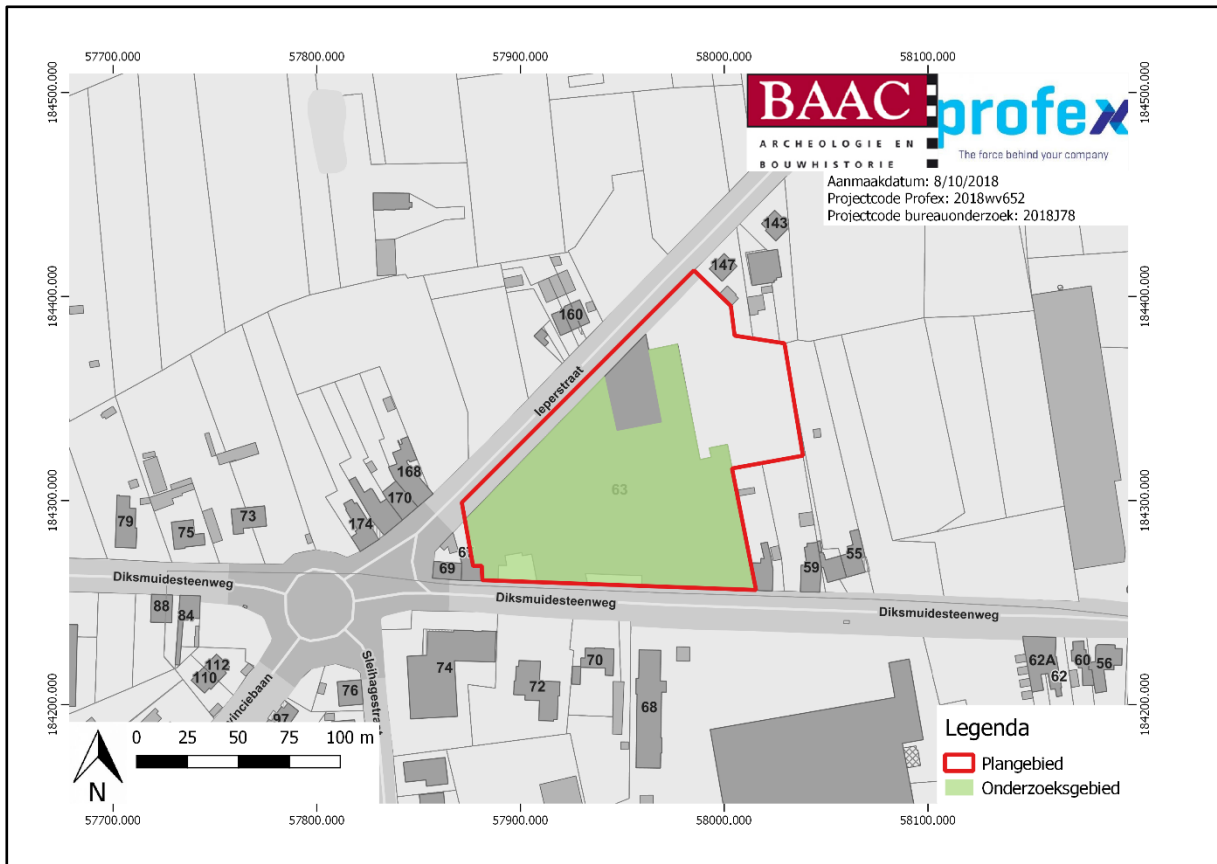 57700.000 57800.000 57900.000 58000.000 58100.000
184500.000
184500.000
BAAC
ARCHEOLOGIE EN
BOUWHISTORIE
profex
The force behind your company
Aanmaakdatum: 8/10/2018
Projectcode Profex: 2018wv652
Projectcode bureauonderzoek: 2018J78
143
147
184400.000
184400.000
160
Ieperstraat
168
170
174
63
184300.000
184300.000
79
75
73
69
59
55
Diksmuidesteenweg
Diksmuidesteenweg
Diksmuidesteenweg
88
84
112
110
97
76
Sleihagestraat
74
72
70
68
62A
62
60
56
184200.000
184200.000
0 25 50 75 100 m
N
Legenda
Plangebied
Onderzoeksgebied
57700.000 57800.000 57900.000 58000.000 58100.000